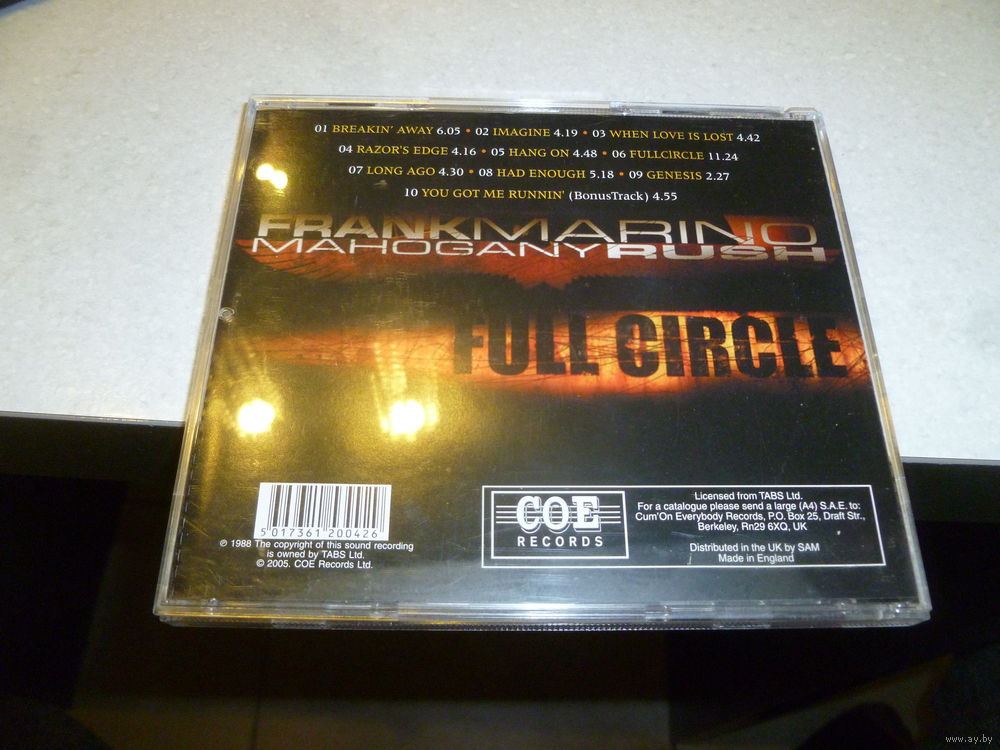 01 BREAKIN' AWAY 6.05 • 02 IMAGINE 4.19 • 03 WHEN LOVE IS LOST 4.42
04 RAZOR'S EDGE 4.16 • 05 HANG ON 4.48 • 06 FULLCIRCLE 11.24
07 LONG AGO 4.30 • 08 HAD ENOUGH 5.18 • 09 GENESIS 2.27
10 YOU GOT ME RUNNIN' (BonusTrack) 4.55
FRANKMARINO
MAHOGANYRUSH
FULL CIRCLE
5 017361 200426
℗ 1988 The copyright of this sound recording
is owned by TABS Ltd.
© 2005. COE Records Ltd.
COE
RECORDS
Licensed from TABS Ltd.
For a catalogue please send a large (A4) S.A.E. to:
Cum'On Everybody Records, P.O. Box 25, Draft Str.,
Berkeley, Rn29 6XQ, UK
Distributed in the UK by SAM
Made in England
www.ay.by